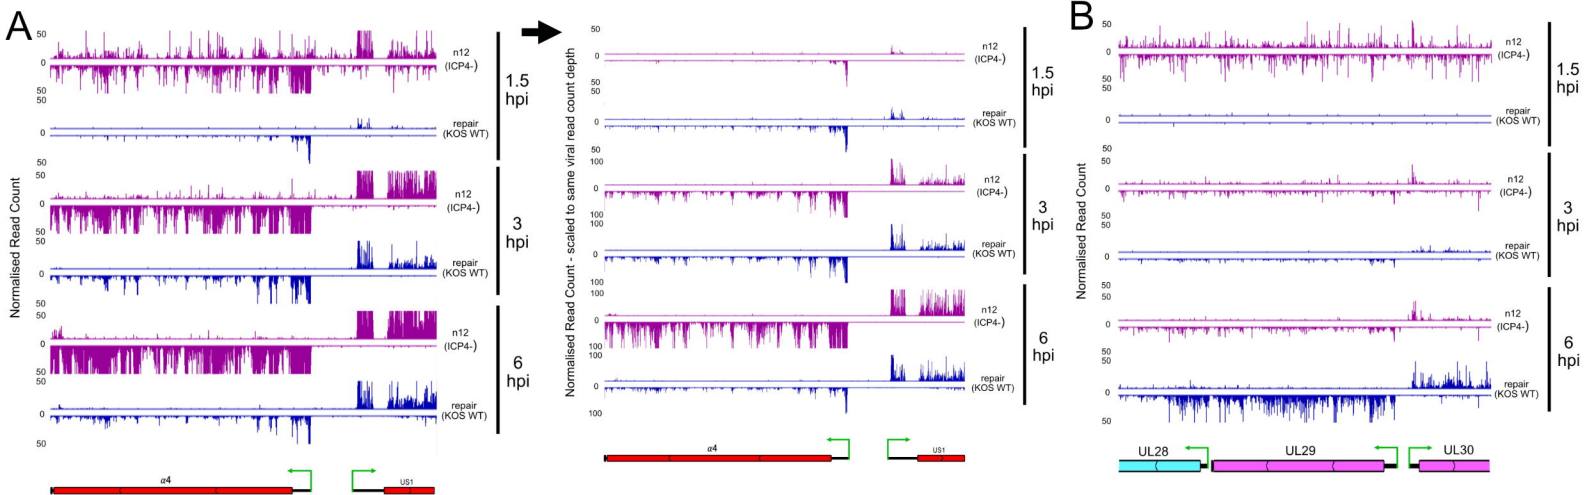 A
Normalised Read Count
50
0
50
n12
(ICP4-)
50
0
50
repair
(KOS WT)
1.5
hpi
50
0
50
n12
(ICP4-)
50
0
50
repair
(KOS WT)
3
hpi
50
0
50
n12
(ICP4-)
50
0
50
repair
(KOS WT)
6
hpi
α4
US1
Normalised Read Count - scaled to same viral read count depth
50
0
50
n12
(ICP4-)
50
0
50
repair
(KOS WT)
1.5
hpi
100
0
100
n12
(ICP4-)
100
0
100
repair
(KOS WT)
3
hpi
100
0
100
n12
(ICP4-)
100
0
100
repair
(KOS WT)
6
hpi
α4
US1
B
Normalised Read Count
50
0
50
n12
(ICP4-)
50
0
50
repair
(KOS WT)
1.5
hpi
50
0
50
n12
(ICP4-)
50
0
50
repair
(KOS WT)
3
hpi
50
0
50
n12
(ICP4-)
50
0
50
repair
(KOS WT)
6
hpi
UL28
UL29
UL30